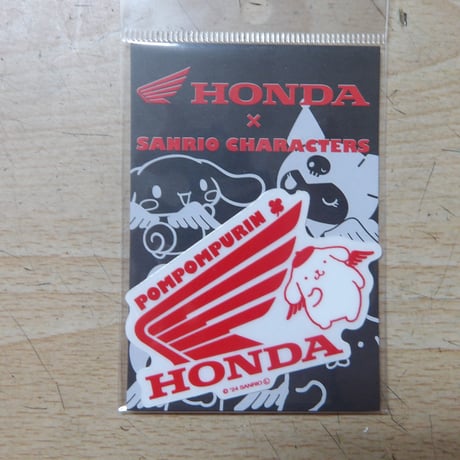 HONDA
×
SANRIO CHARACTERS
POMPOMPURIN
HONDA
© '24 SANRIO Ⓛ